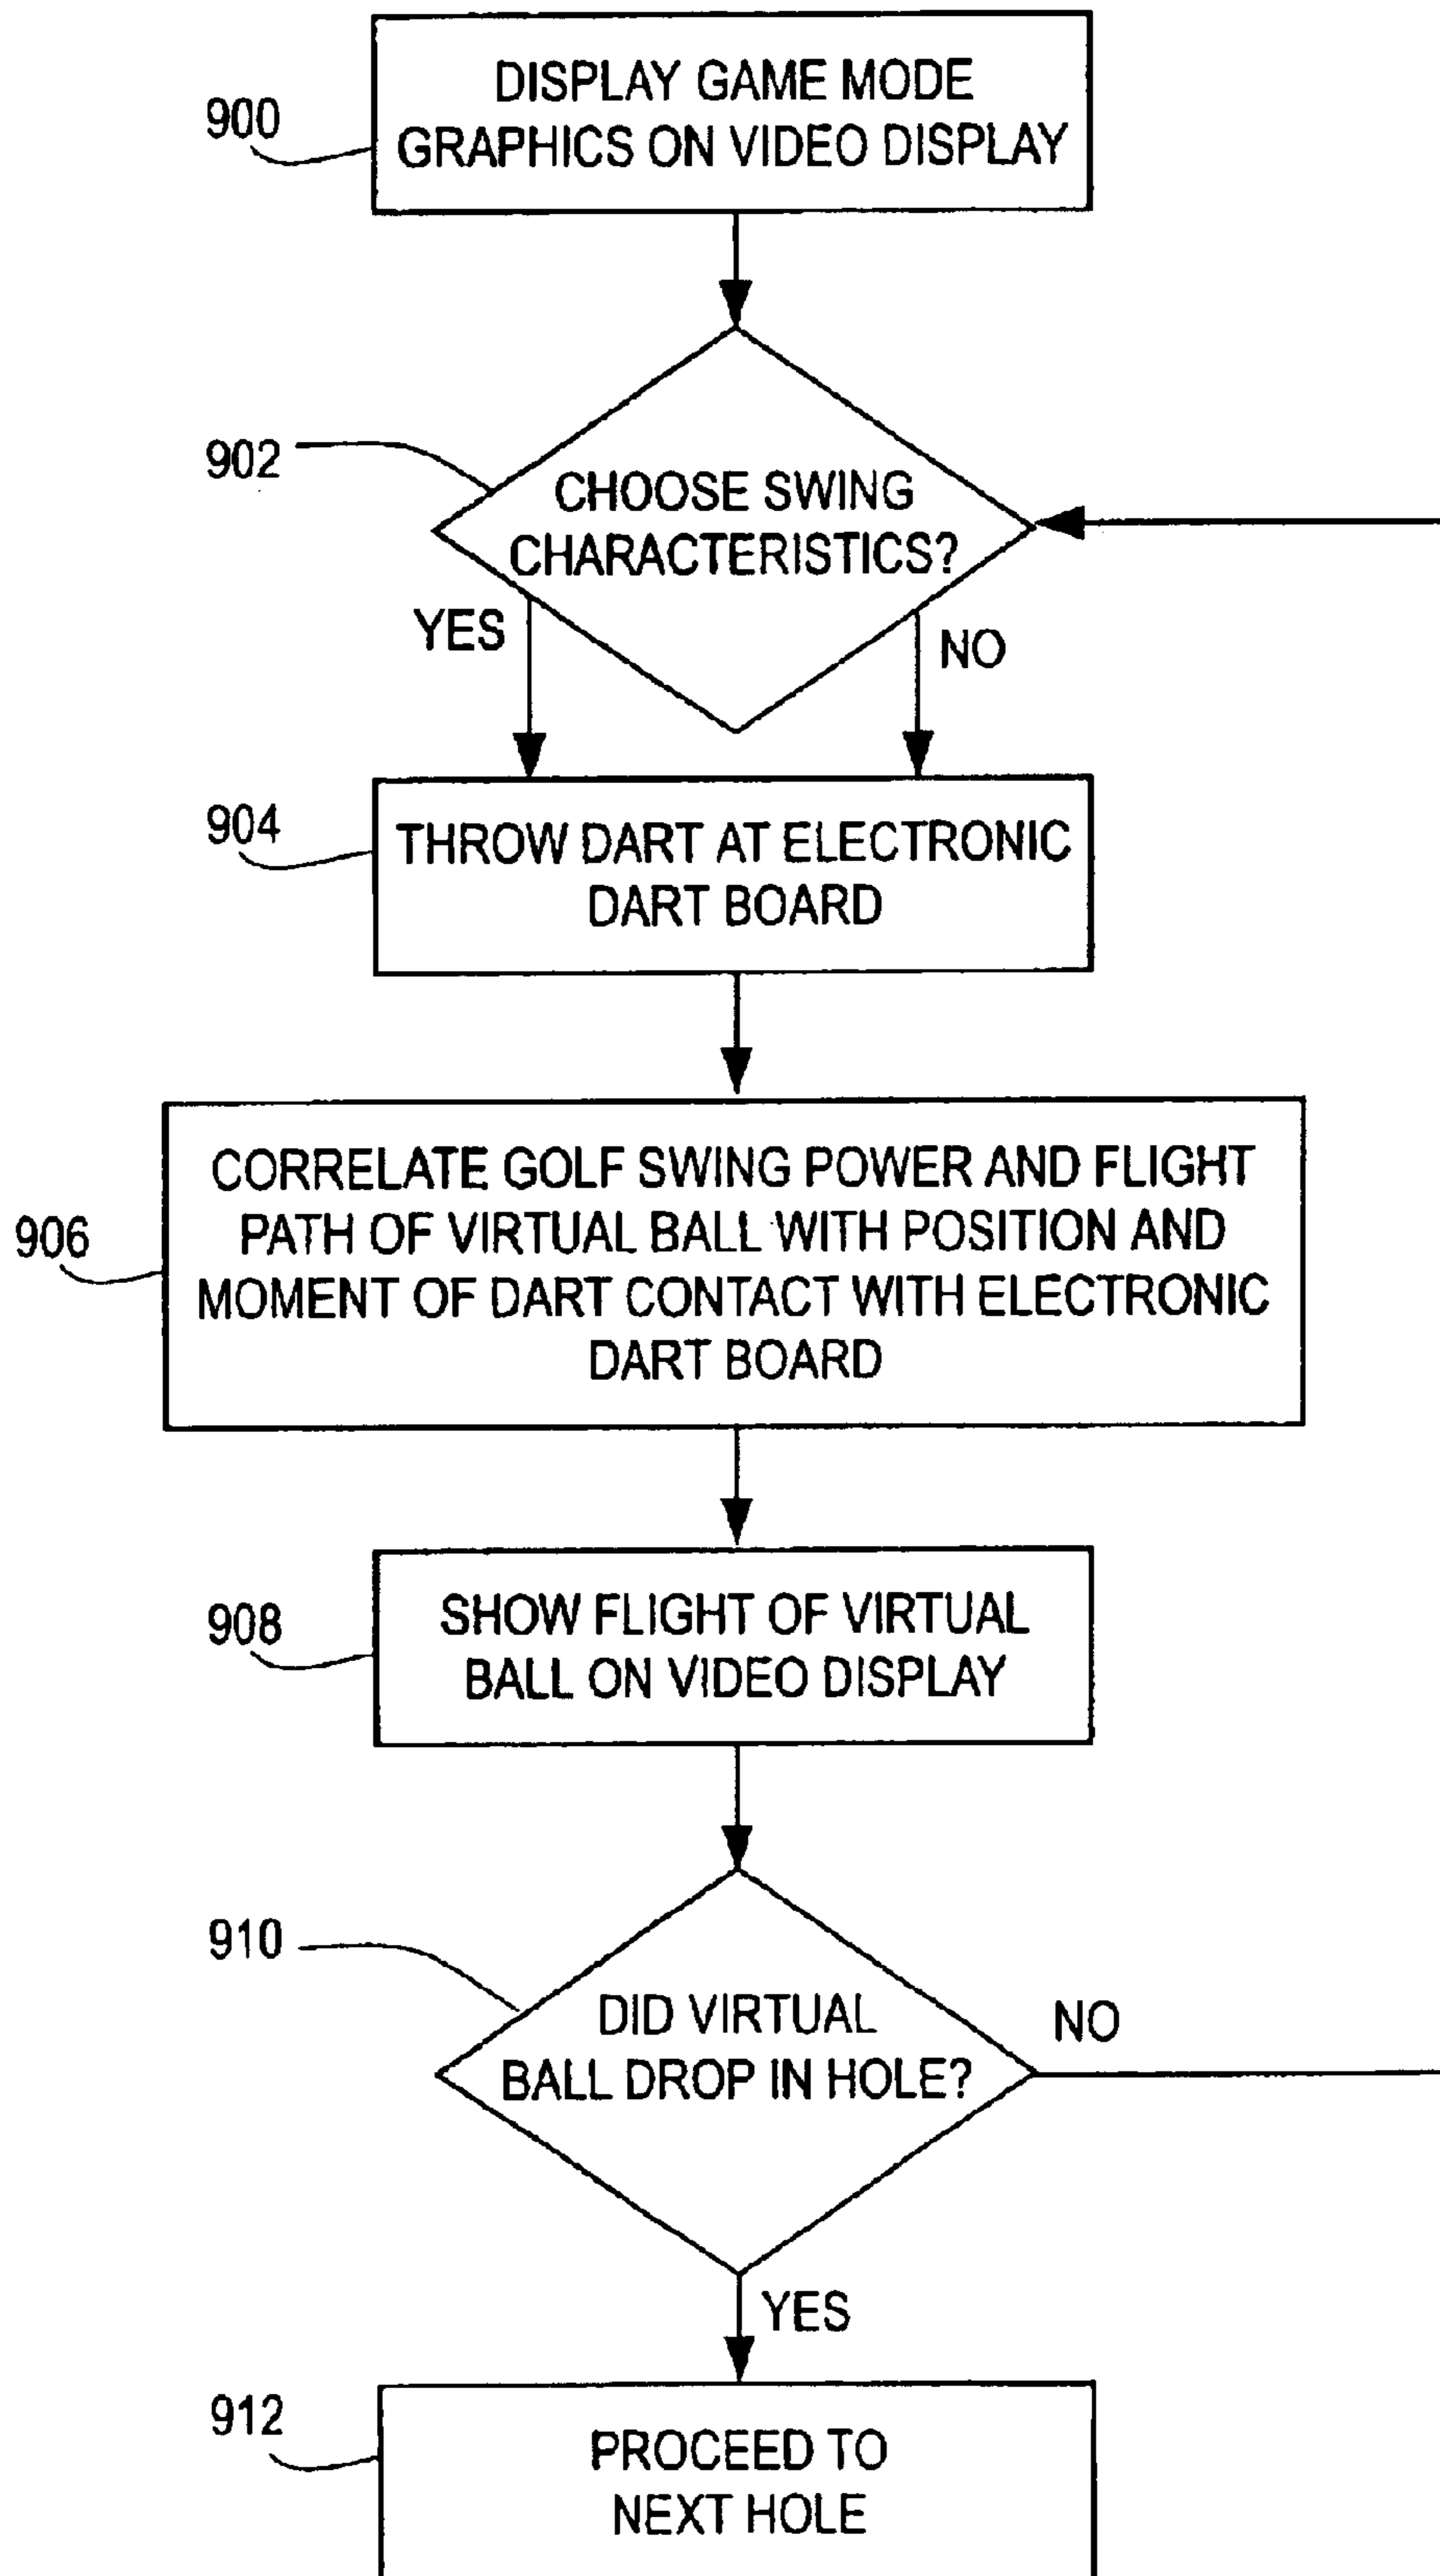 DISPLAY GAME MODE
GRAPHICS ON VIDEO DISPLAY
900
902
CHOOSE SWING
CHARACTERISTICS?
YES
NO
904
THROW DART AT ELECTRONIC
DART BOARD
906
CORRELATE GOLF SWING POWER AND FLIGHT
PATH OF VIRTUAL BALL WITH POSITION AND
MOMENT OF DART CONTACT WITH ELECTRONIC
DART BOARD
908
SHOW FLIGHT OF VIRTUAL
BALL ON VIDEO DISPLAY
910
DID VIRTUAL
BALL DROP IN HOLE?
NO
YES
912
PROCEED TO
NEXT HOLE